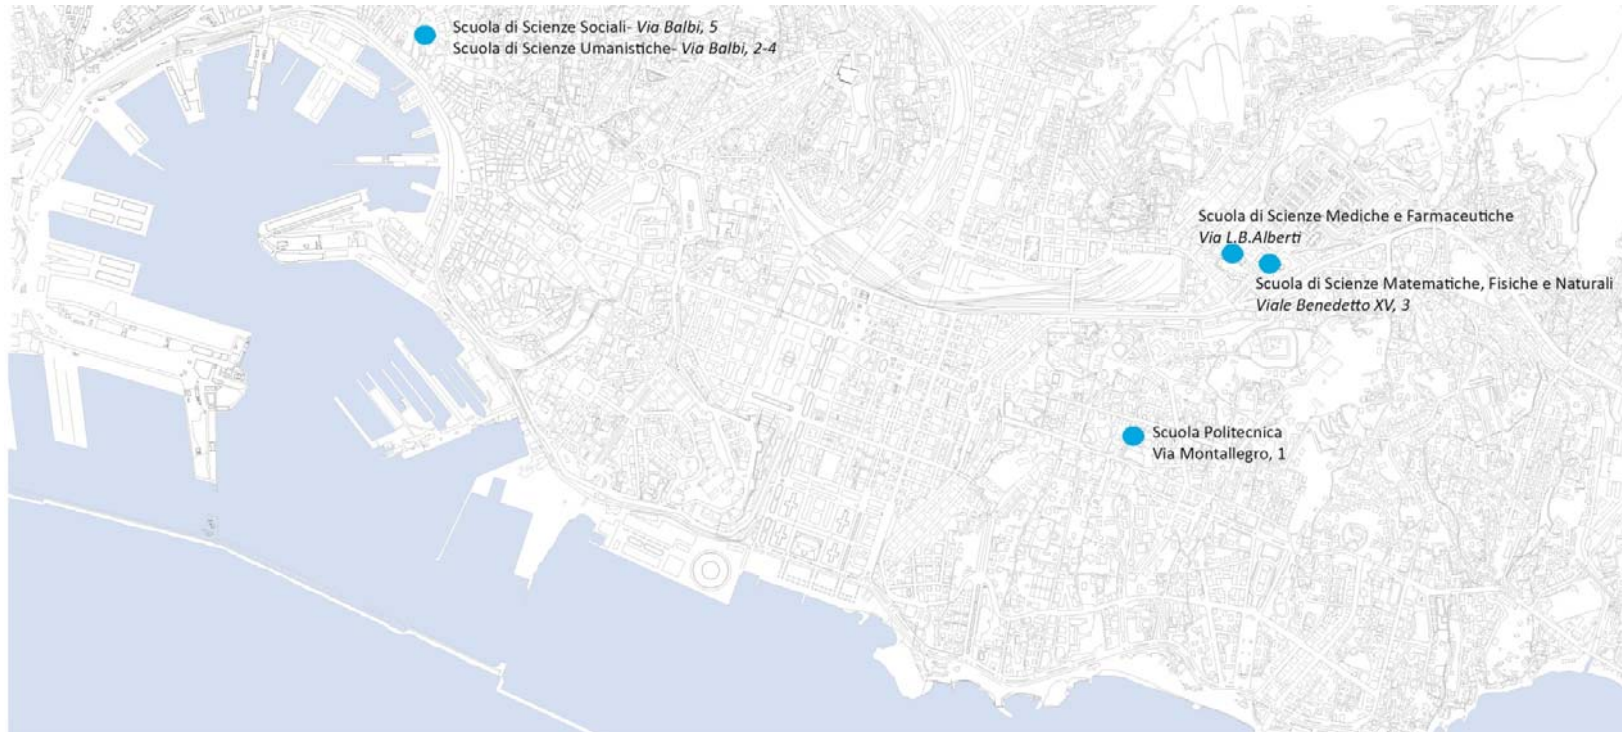 Scuola di Scienze Sociali- Via Balbi, 5
Scuola di Scienze Umanistiche- Via Balbi, 2-4
Scuola di Scienze Mediche e Farmaceutiche
Via L.B.Alberti
Scuola di Scienze Matematiche, Fisiche e Naturali
Viale Benedetto XV, 3
Scuola Politecnica
Via Montallegro, 1